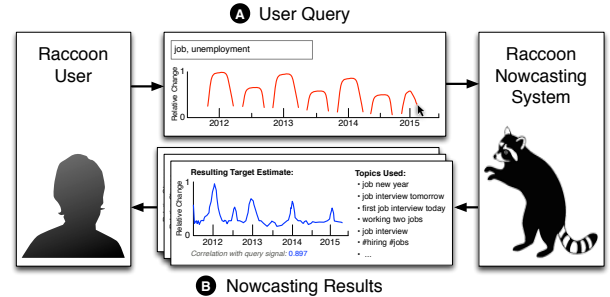 A User Query
Raccoon
User
job, unemployment
Relative Change
1
0
2012 2013 2014 2015
Raccoon
Nowcasting
System
Resulting Target Estimate:
Relative Change
1
0
2012 2013 2014 2015
Correlation with query signal: 0.897
Topics Used:
• job new year
• job interview tomorrow
• first job interview today
• working two jobs
• job interview
• #hiring #jobs
• ...
B Nowcasting Results